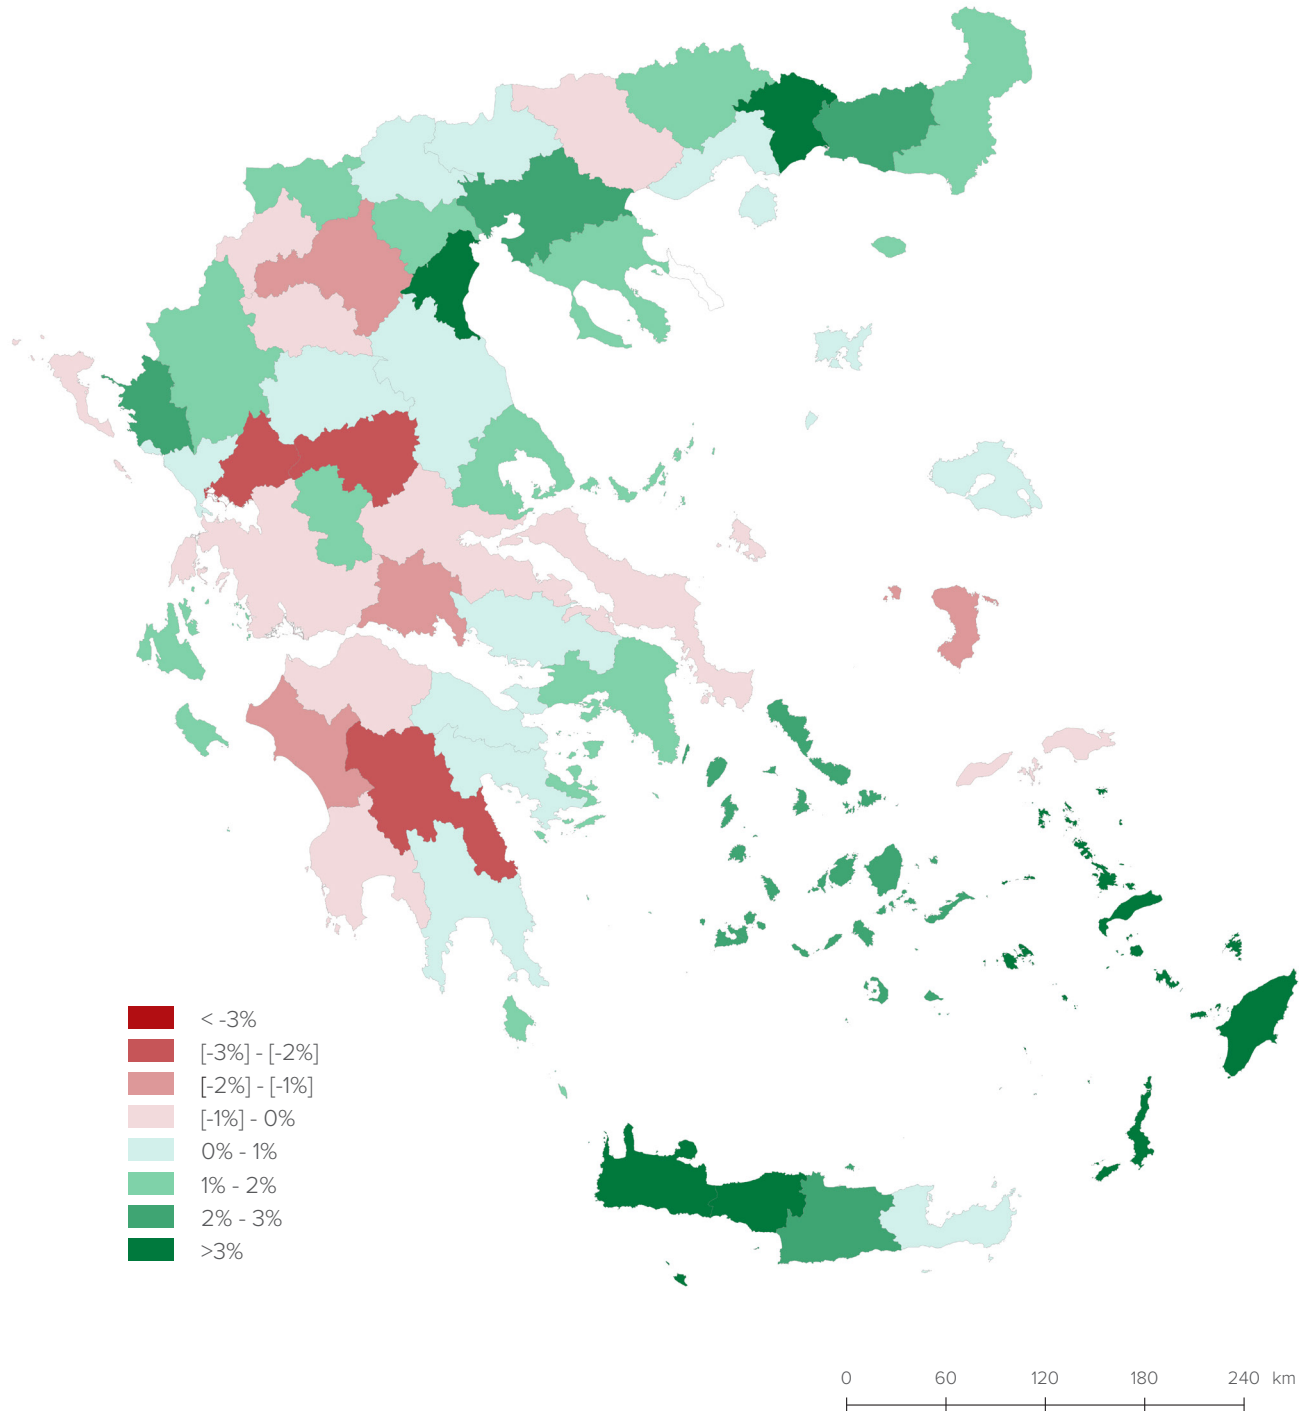 < -3%
[-3%] - [-2%]
[-2%] - [-1%]
[-1%] - 0%
0% - 1%
1% - 2%
2% - 3%
>3%
0 60 120 180 240 km